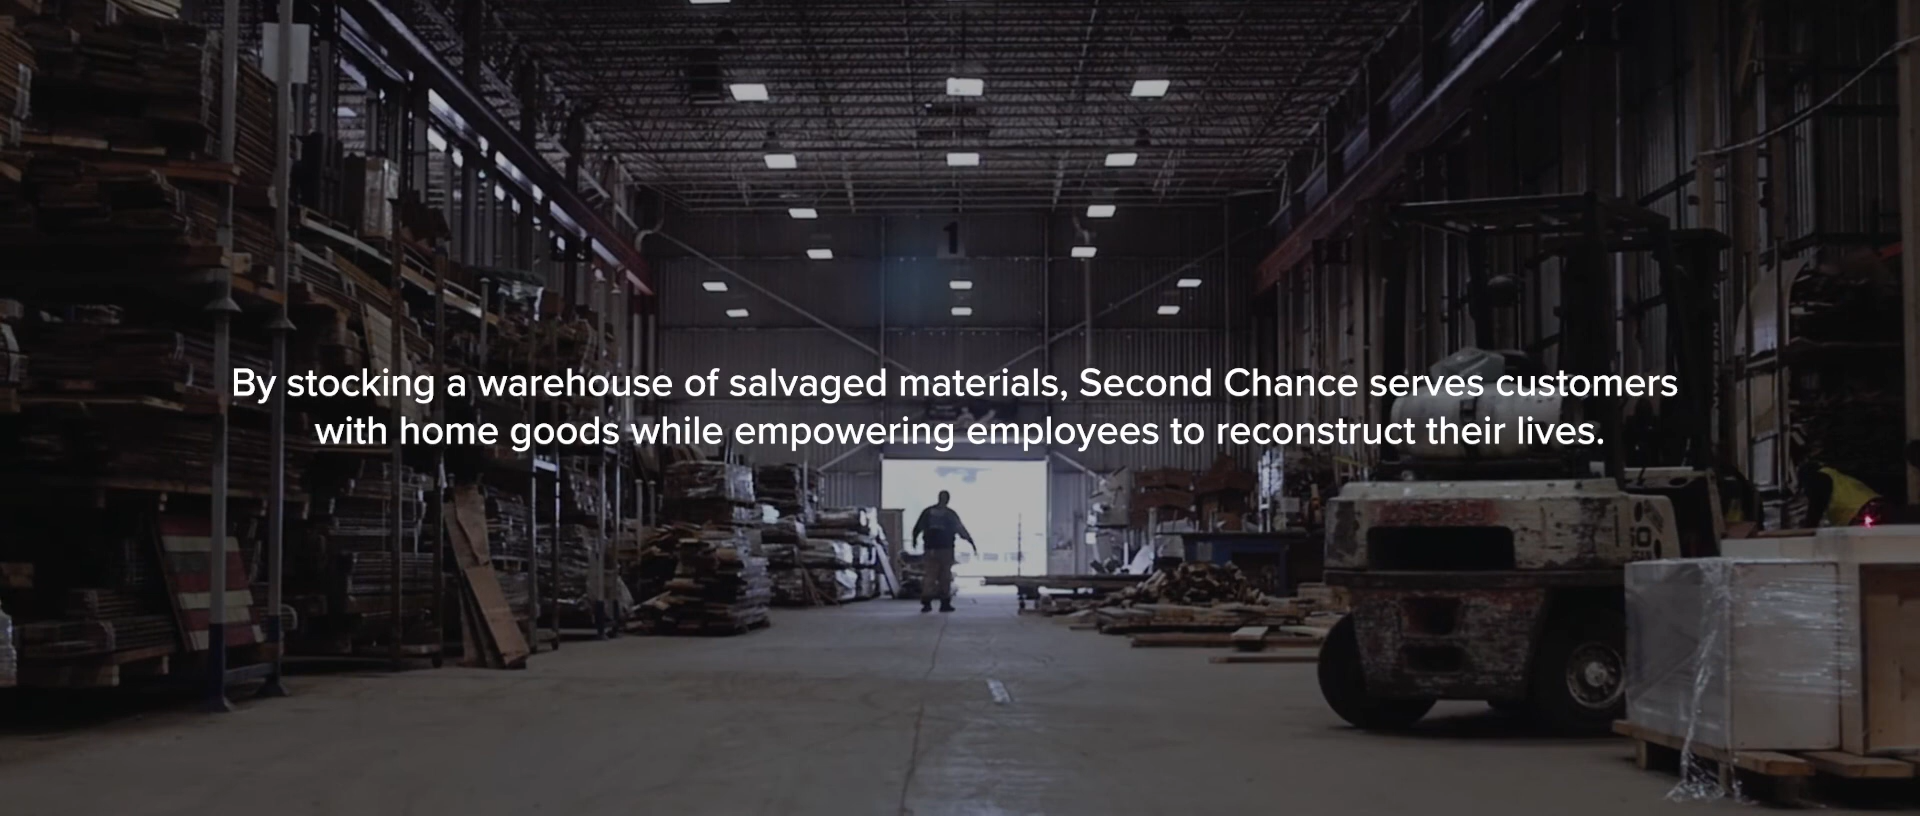 1
By stocking a warehouse of salvaged materials, Second Chance serves customers
with home goods while empowering employees to reconstruct their lives.